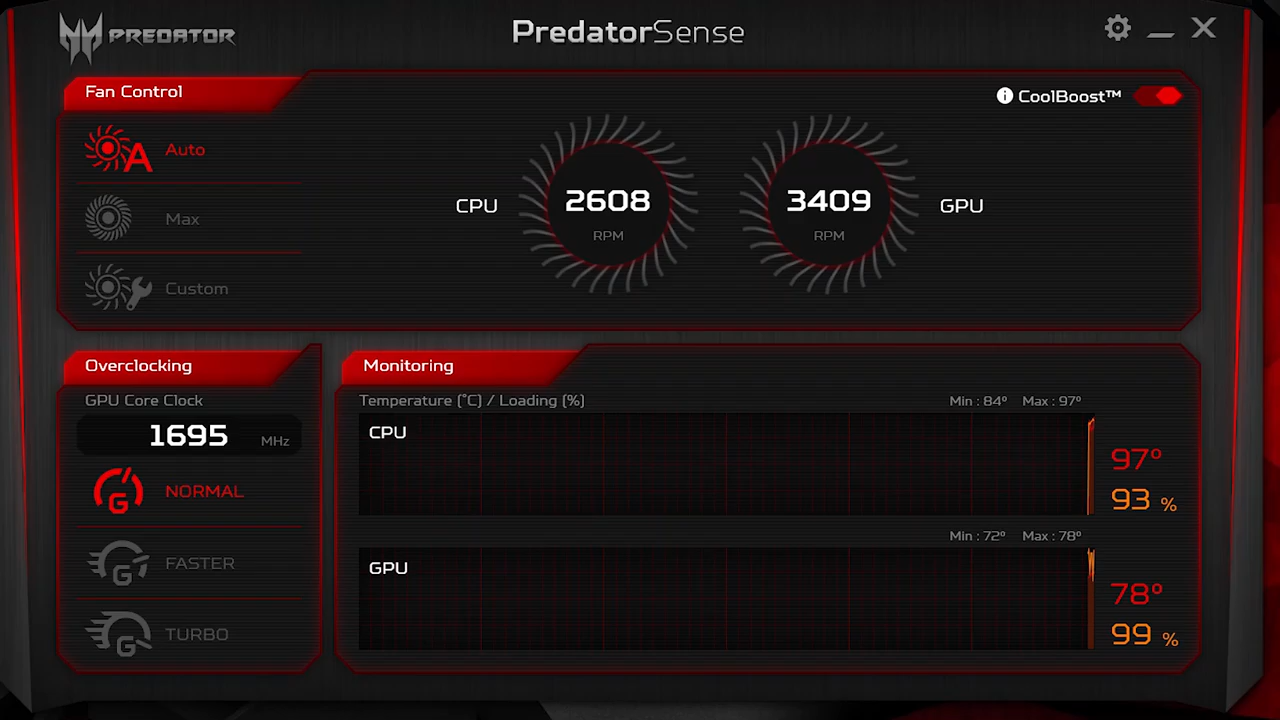 PREDATOR
PredatorSense
Fan Control
CoolBoost™
Auto
Max
Custom
CPU
2608
RPM
3409
RPM
GPU
Overclocking
GPU Core Clock
1695 MHz
NORMAL
FASTER
TURBO
Monitoring
Temperature (°C) / Loading (%)
Min : 84° Max : 97°
CPU
97°
93 %
Min : 72° Max : 78°
GPU
78°
99 %